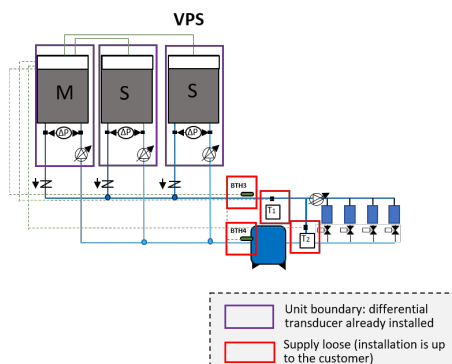 VPS
M
S
S
ΔP
ΔP
ΔP
BTH3
T1
BTH4
T2
Unit boundary: differential
transducer already installed
Supply loose (installation is up
to the customer)